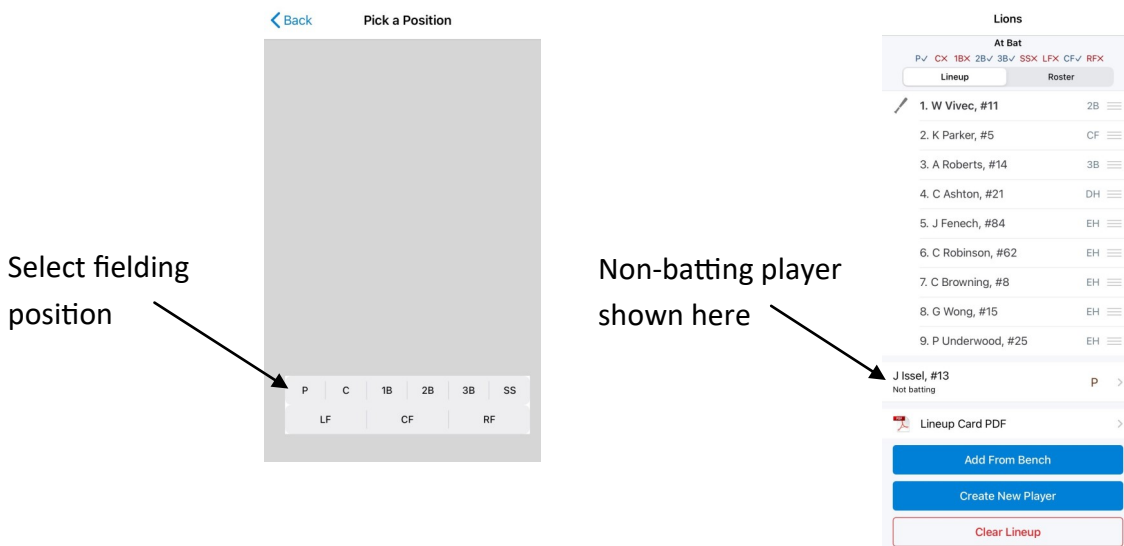 Back Pick a Position
Select fielding
position
P C 1B 2B 3B SS
LF CF RF
Lions
At Bat
P✓ C✕ 1B✕ 2B✓ 3B✓ SS✕ LF✕ CF✓ RF✕
Lineup Roster
1. W Vivec, #11 2B
2. K Parker, #5 CF
3. A Roberts, #14 3B
4. C Ashton, #21 DH
5. J Fenech, #84 EH
6. C Robinson, #62 EH
7. C Browning, #8 EH
8. G Wong, #15 EH
9. P Underwood, #25 EH
Non-batting player
shown here
J Issel, #13 P
Not batting
Lineup Card PDF
Add From Bench
Create New Player
Clear Lineup